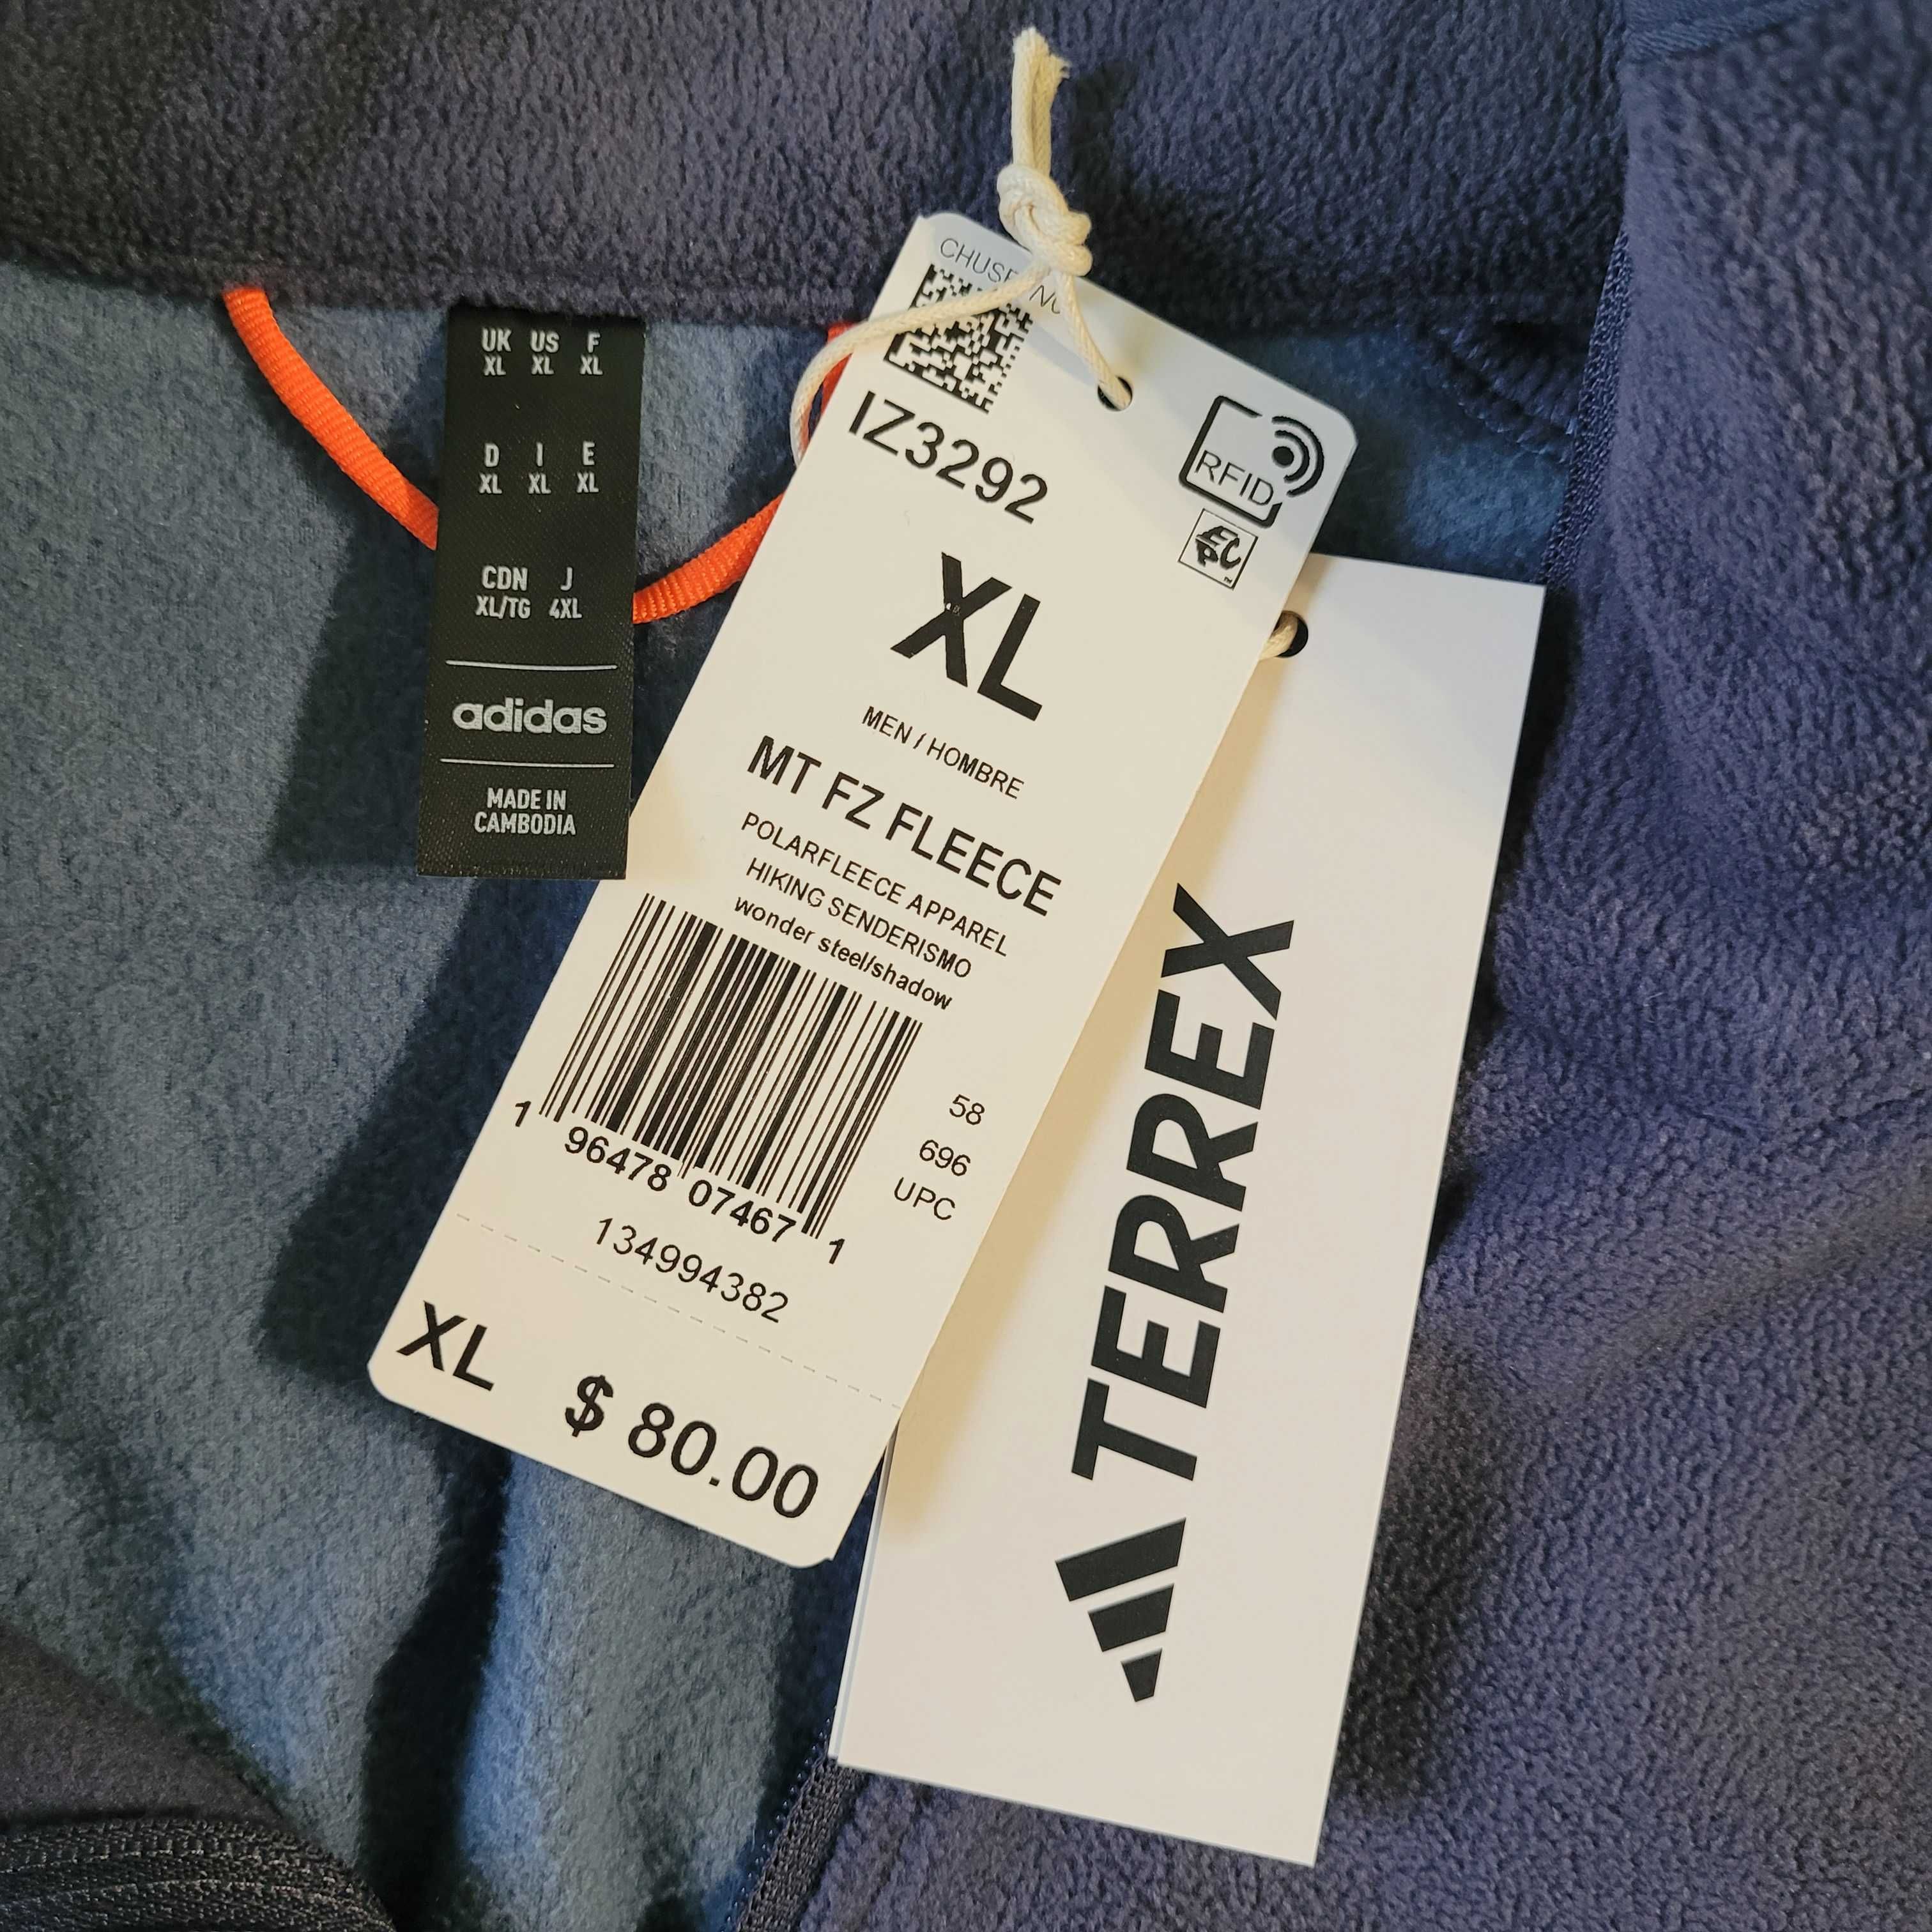 UK US F
XL XL XL
D I E
XL XL XL
CDN J
XL/TG 4XL
adidas
MADE IN
CAMBODIA
IZ3292
RFID
XL
MEN / HOMBRE
MT FZ FLEECE
POLARFLEECE APPAREL
HIKING SENDERISMO
wonder steel/shadow
1 96478 07467 1
58
696
UPC
134994382
XL $ 80.00
TERREX